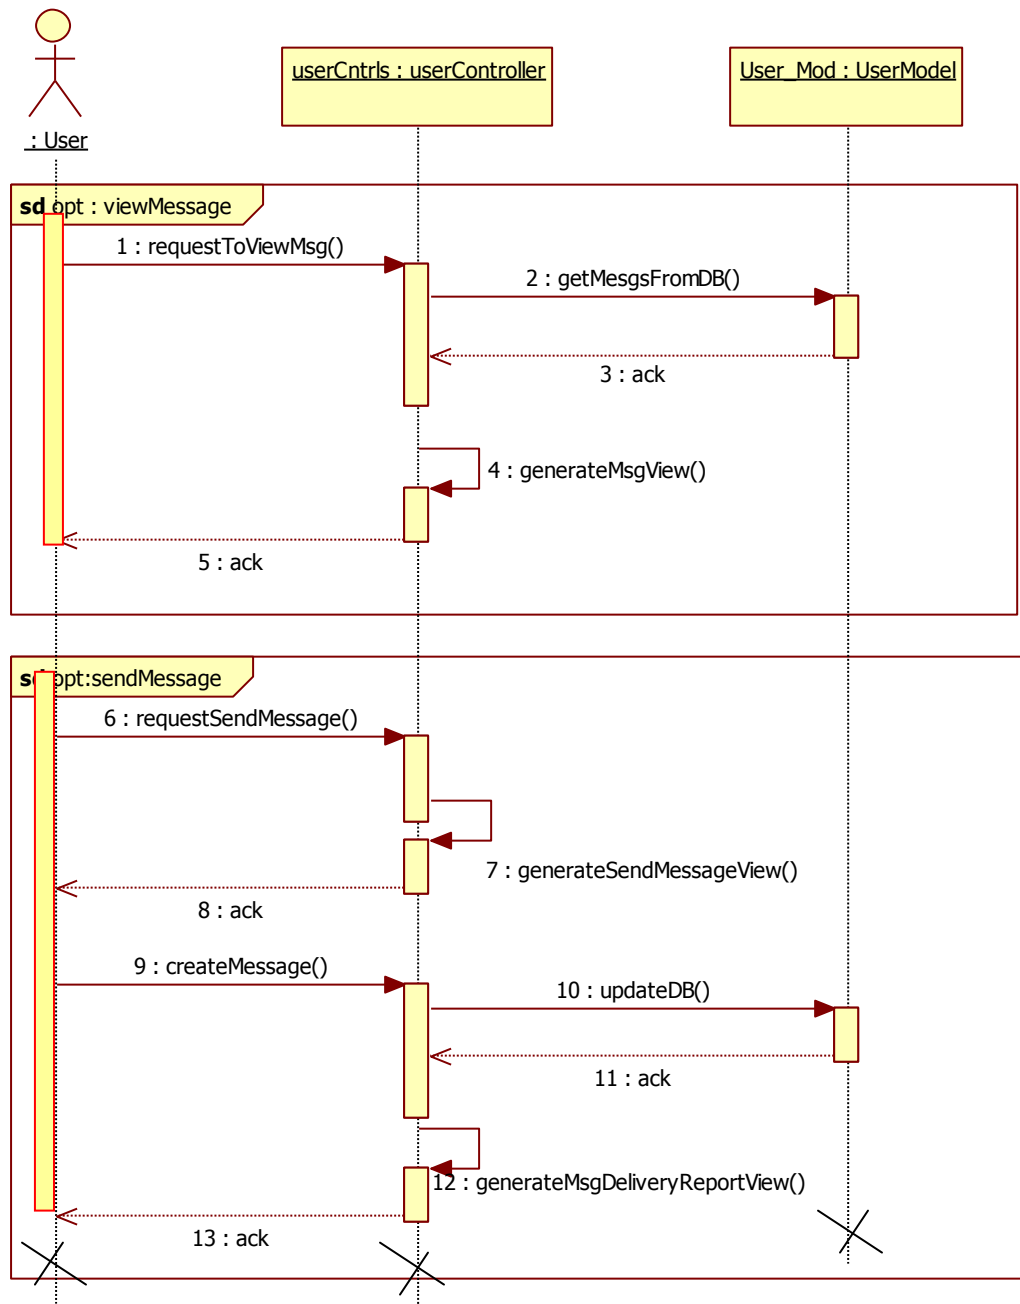 : User
userCntrls : userController
User_Mod : UserModel
sd opt : viewMessage
1 : requestToViewMsg()
2 : getMesgsFromDB()
3 : ack
4 : generateMsgView()
5 : ack
sd opt:sendMessage
6 : requestSendMessage()
7 : generateSendMessageView()
8 : ack
9 : createMessage()
10 : updateDB()
11 : ack
12 : generateMsgDeliveryReportView()
13 : ack